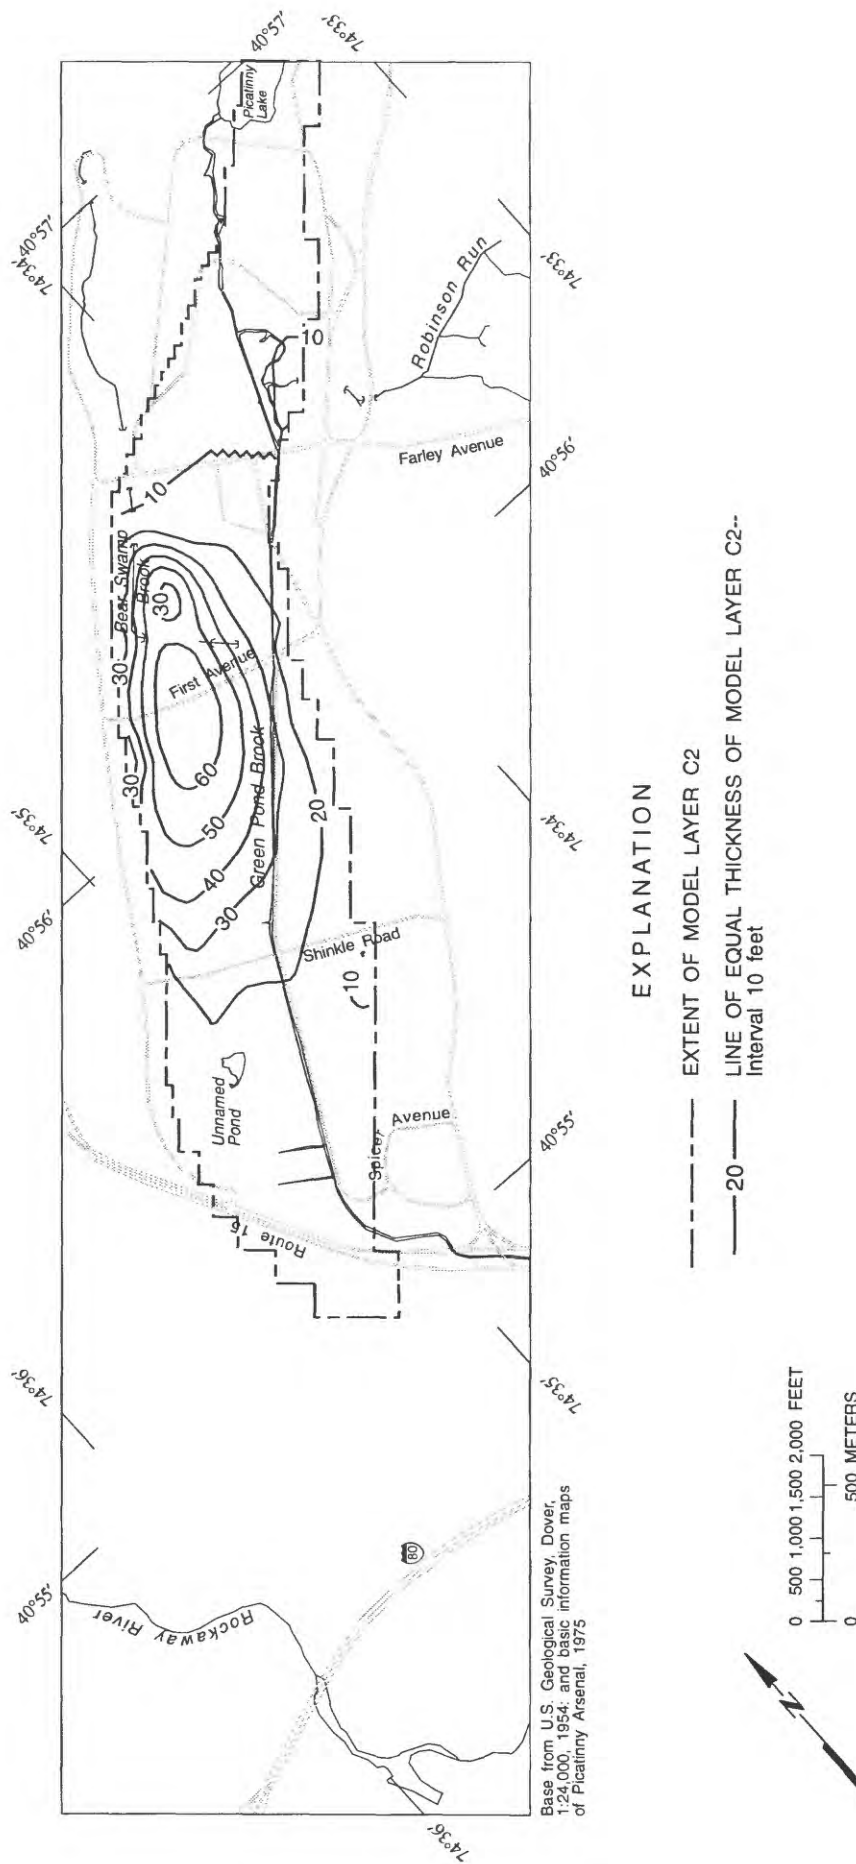 40°57'
74°33'
Picatinny
Lake
40°57'
74°34'
10
Robinson Run
74°33'
Farley Avenue
40°56'
10
Bear Swamp
Brook
30
30
First Avenue
30
60
50
40
30
Green Pond Brook
20
74°35'
40°56'
74°34'
Shinkle Road
10
Unnamed
Pond
Spicer Avenue
40°55'
Route 15
74°36'
74°35'
80
40°55'
Rockaway River
74°36'
Base from U.S. Geological Survey, Dover,
1:24,000, 1954: and basic information maps
of Picatinny Arsenal, 1975
EXPLANATION
EXTENT OF MODEL LAYER C2
20 LINE OF EQUAL THICKNESS OF MODEL LAYER C2--
Interval 10 feet
0 500 1,000 1,500 2,000 FEET
0 500 METERS
N